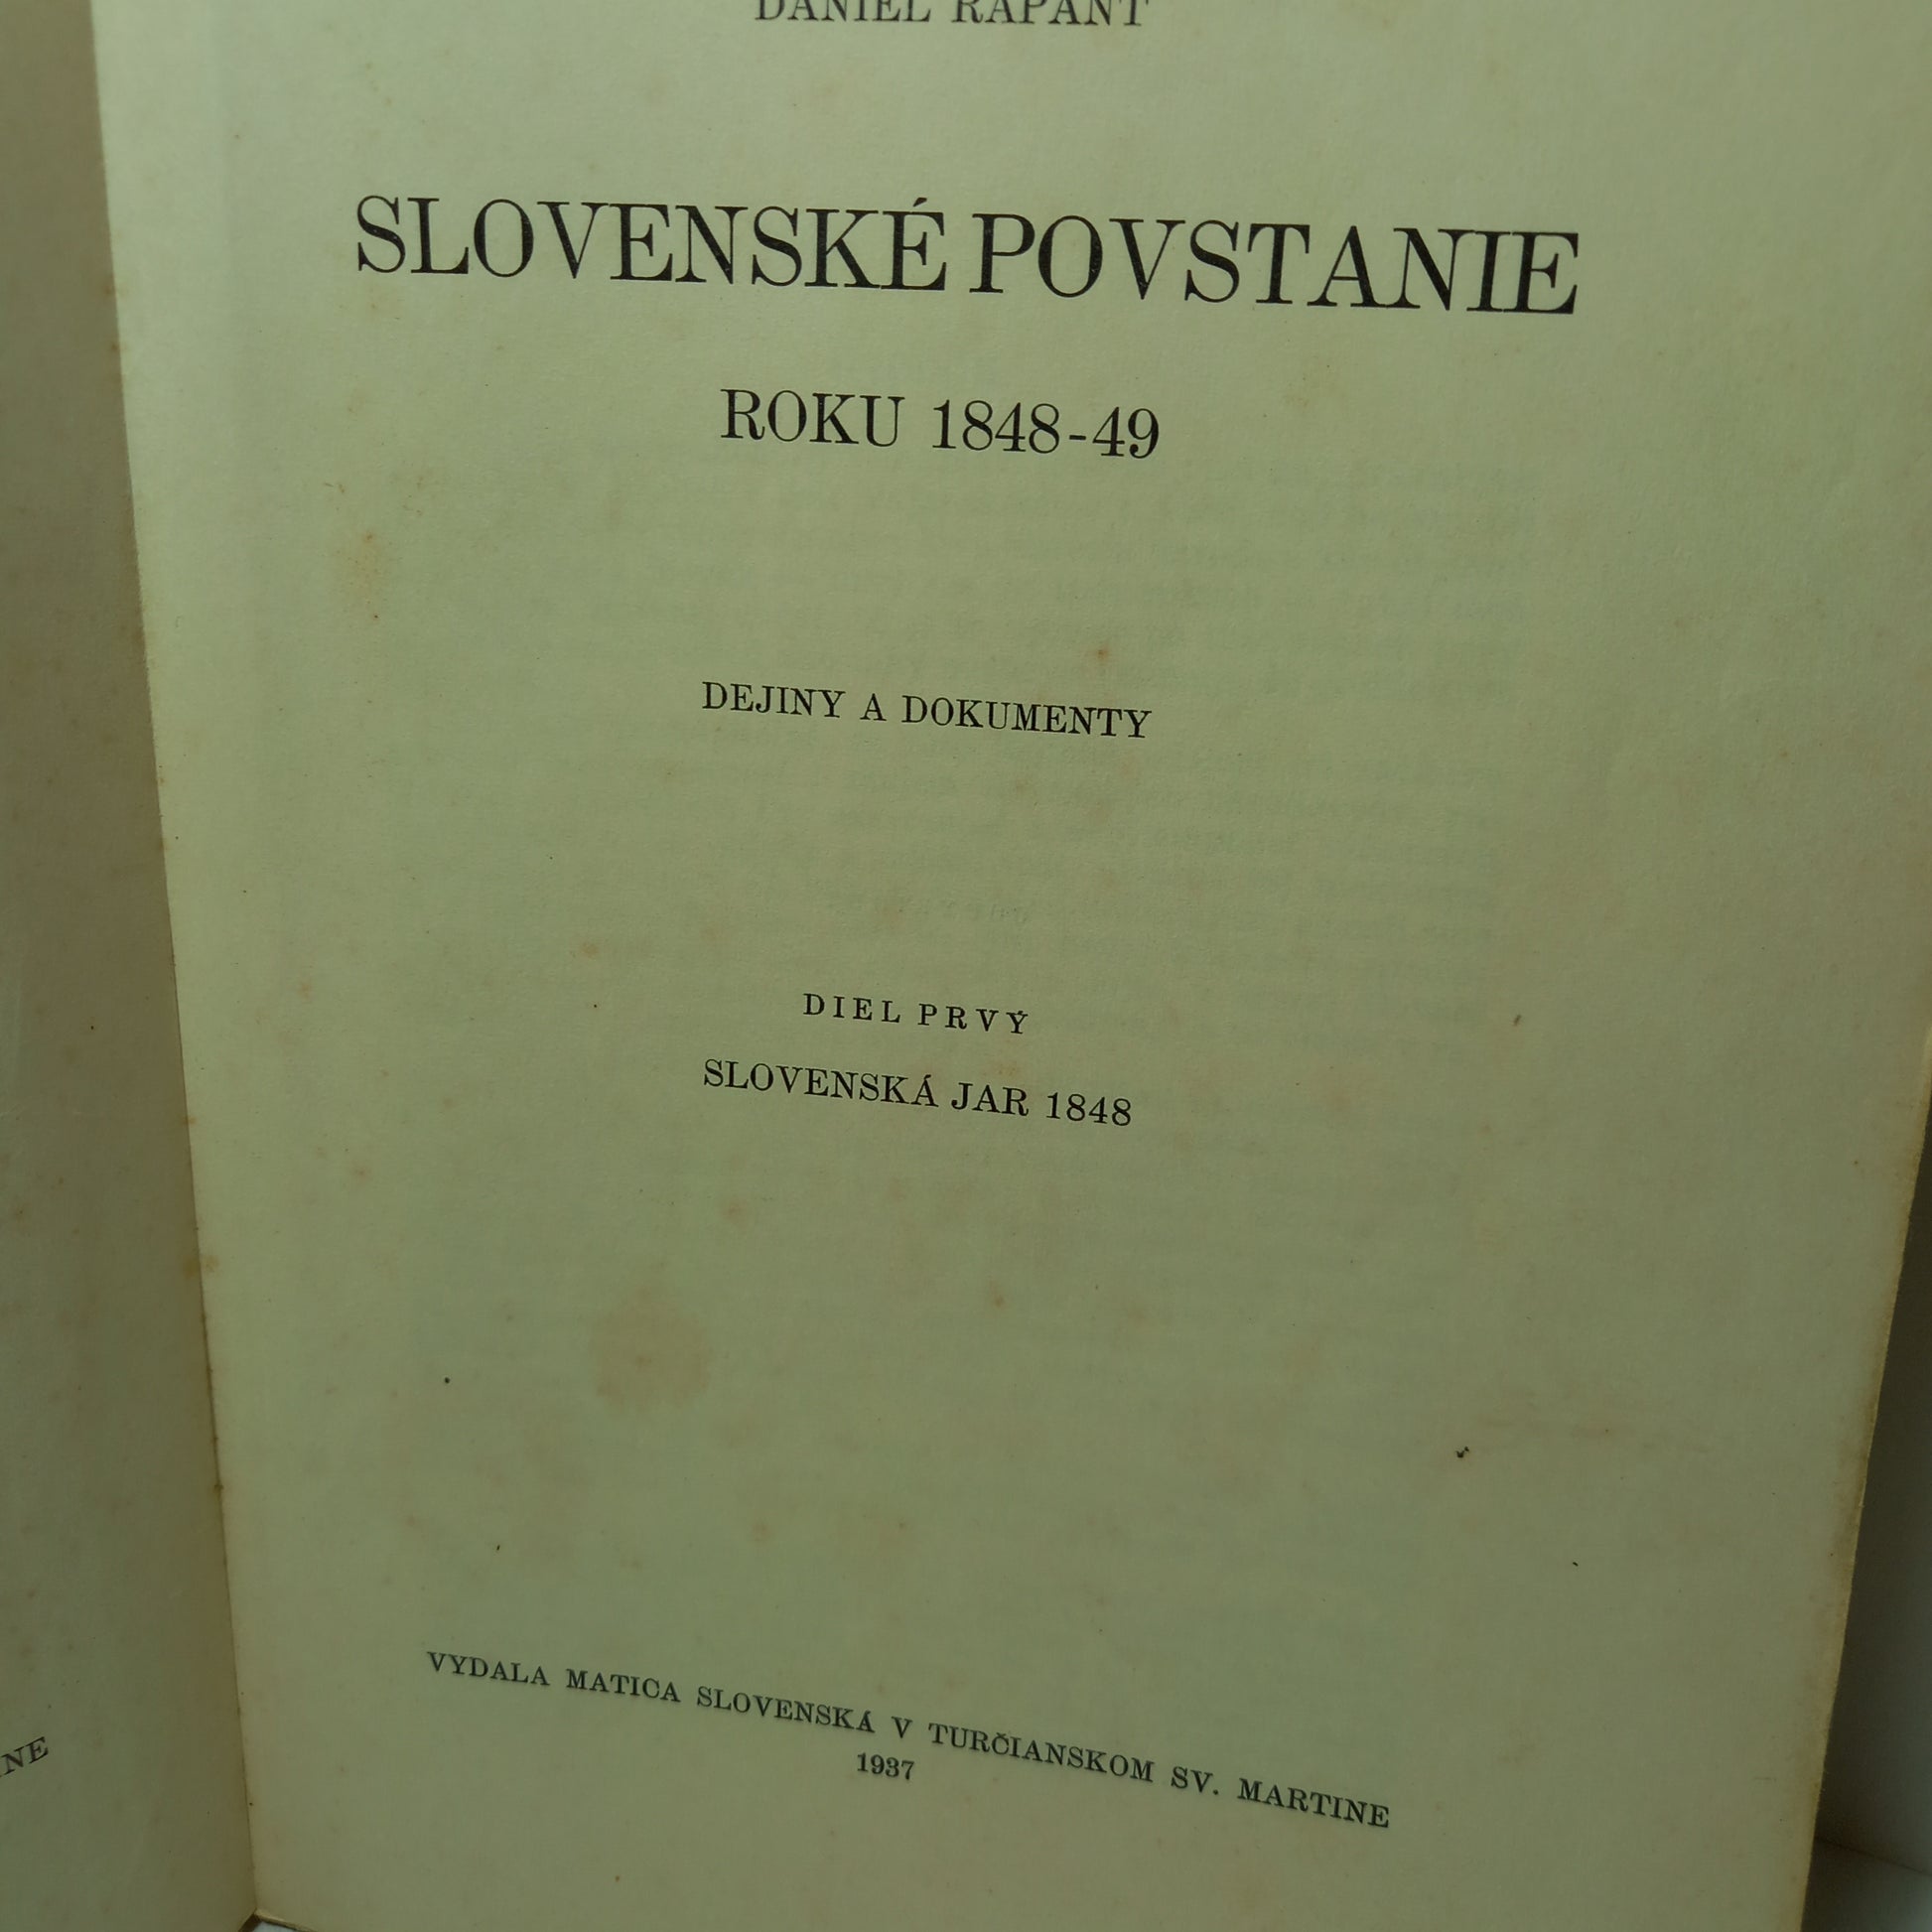 DANIEL RAPANT
SLOVENSKÉ POVSTANIE
ROKU 1848-49
DEJINY A DOKUMENTY
DIEL PRVÝ
SLOVENSKÁ JAR 1848
VYDALA MATICA SLOVENSKÁ V TURČIANSKOM SV. MARTINE
1937
NE